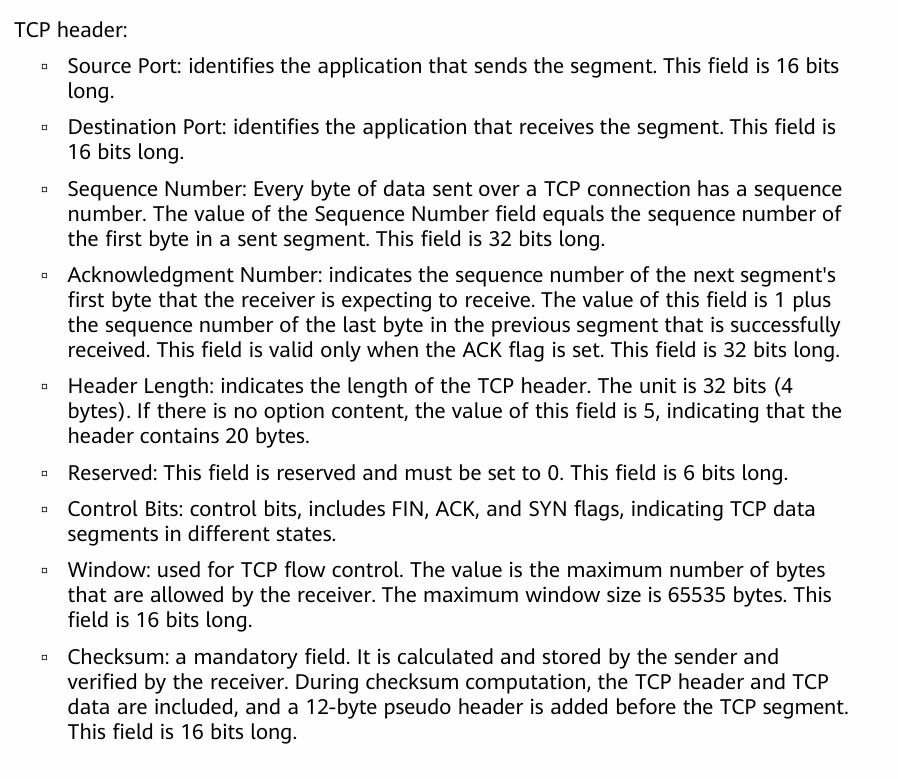 TCP header:
▫ Source Port: identifies the application that sends the segment. This field is 16 bits
long.
▫ Destination Port: identifies the application that receives the segment. This field is
16 bits long.
▫ Sequence Number: Every byte of data sent over a TCP connection has a sequence
number. The value of the Sequence Number field equals the sequence number of
the first byte in a sent segment. This field is 32 bits long.
▫ Acknowledgment Number: indicates the sequence number of the next segment's
first byte that the receiver is expecting to receive. The value of this field is 1 plus
the sequence number of the last byte in the previous segment that is successfully
received. This field is valid only when the ACK flag is set. This field is 32 bits long.
▫ Header Length: indicates the length of the TCP header. The unit is 32 bits (4
bytes). If there is no option content, the value of this field is 5, indicating that the
header contains 20 bytes.
▫ Reserved: This field is reserved and must be set to 0. This field is 6 bits long.
▫ Control Bits: control bits, includes FIN, ACK, and SYN flags, indicating TCP data
segments in different states.
▫ Window: used for TCP flow control. The value is the maximum number of bytes
that are allowed by the receiver. The maximum window size is 65535 bytes. This
field is 16 bits long.
▫ Checksum: a mandatory field. It is calculated and stored by the sender and
verified by the receiver. During checksum computation, the TCP header and TCP
data are included, and a 12-byte pseudo header is added before the TCP segment.
This field is 16 bits long.